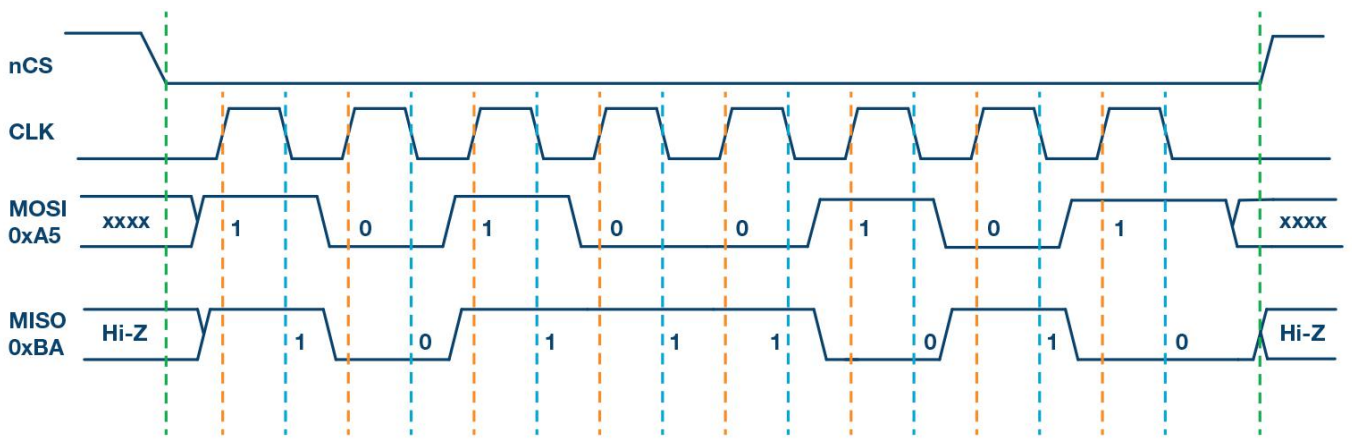 nCS
CLK
MOSI
0xA5
xxxx 1 0 1 0 0 1 0 1 xxxx
MISO
0xBA
Hi-Z 1 0 1 1 1 0 1 0 Hi-Z